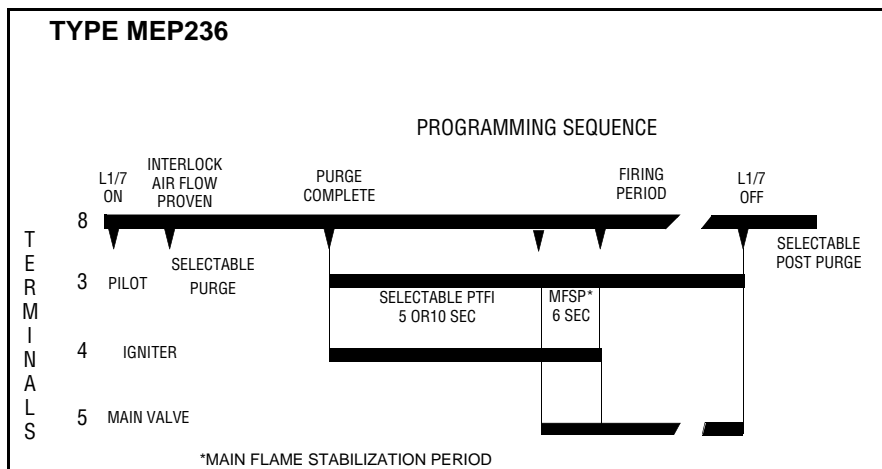 TYPE MEP236
PROGRAMMING SEQUENCE
L1/7
ON
INTERLOCK
AIR FLOW
PROVEN
PURGE
COMPLETE
FIRING
PERIOD
L1/7
OFF
TERMINALS
8
SELECTABLE
POST PURGE
3 PILOT
SELECTABLE
PURGE
SELECTABLE PTFI
5 OR10 SEC
MFSP*
6 SEC
4 IGNITER
5 MAIN VALVE
*MAIN FLAME STABILIZATION PERIOD